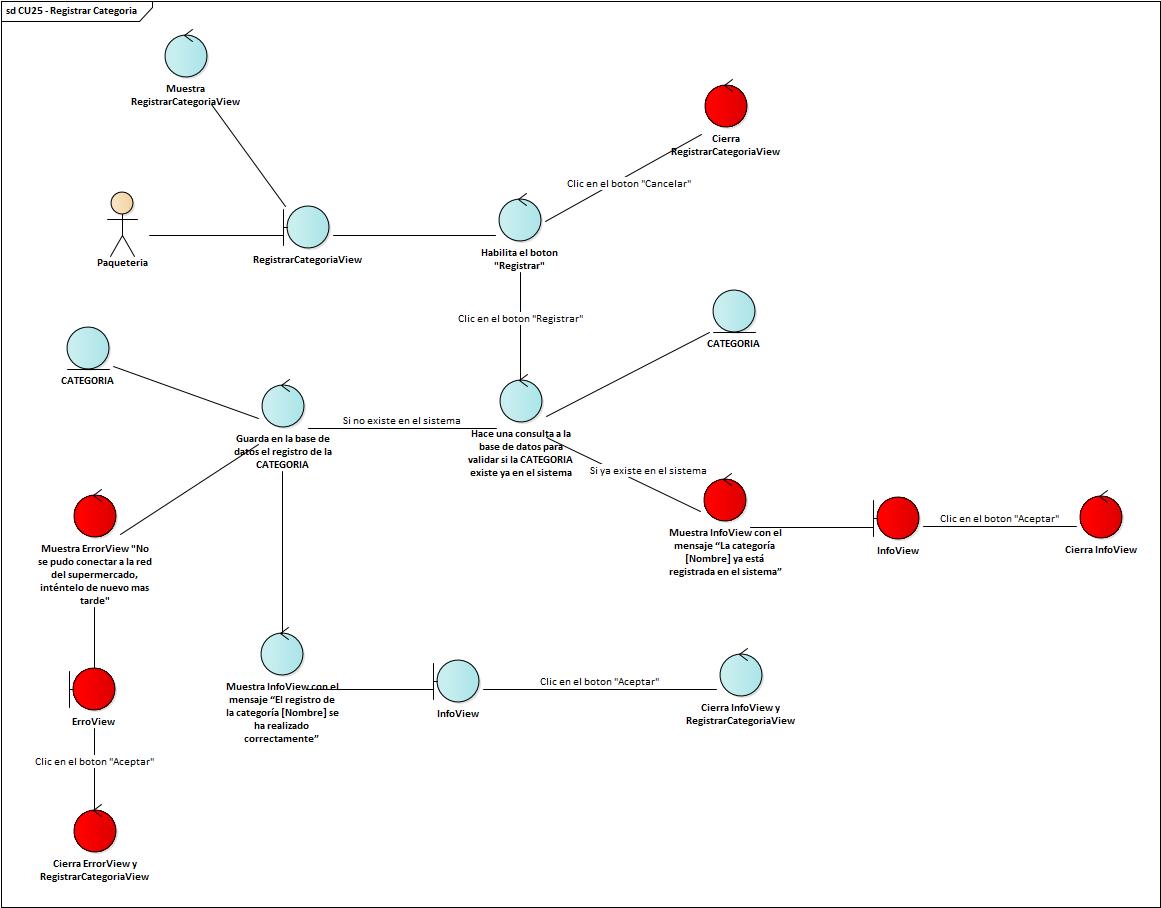 sd CU25 - Registrar Categoria
Muestra
RegistrarCategoriaView
Cierra
RegistrarCategoriaView
Clic en el boton "Cancelar"
Paqueteria
RegistrarCategoriaView
Habilita el boton
"Registrar"
Clic en el boton "Registrar"
CATEGORIA
CATEGORIA
Si no existe en el sistema
Guarda en la base de
datos el registro de la
CATEGORIA
Hace una consulta a la
base de datos para
validar si la CATEGORIA
existe ya en el sistema
Si ya existe en el sistema
Muestra InfoView con el
mensaje “La categoría
[Nombre] ya está
registrada en el sistema”
InfoView
Clic en el boton "Aceptar"
Cierra InfoView
Muestra ErrorView "No
se pudo conectar a la red
del supermercado,
inténtelo de nuevo mas
tarde"
Muestra InfoView con el
mensaje “El registro de
la categoría [Nombre] se
ha realizado
correctamente”
InfoView
Clic en el boton "Aceptar"
Cierra InfoView y
RegistrarCategoriaView
ErroView
Clic en el boton "Aceptar"
Cierra ErrorView y
RegistrarCategoriaView